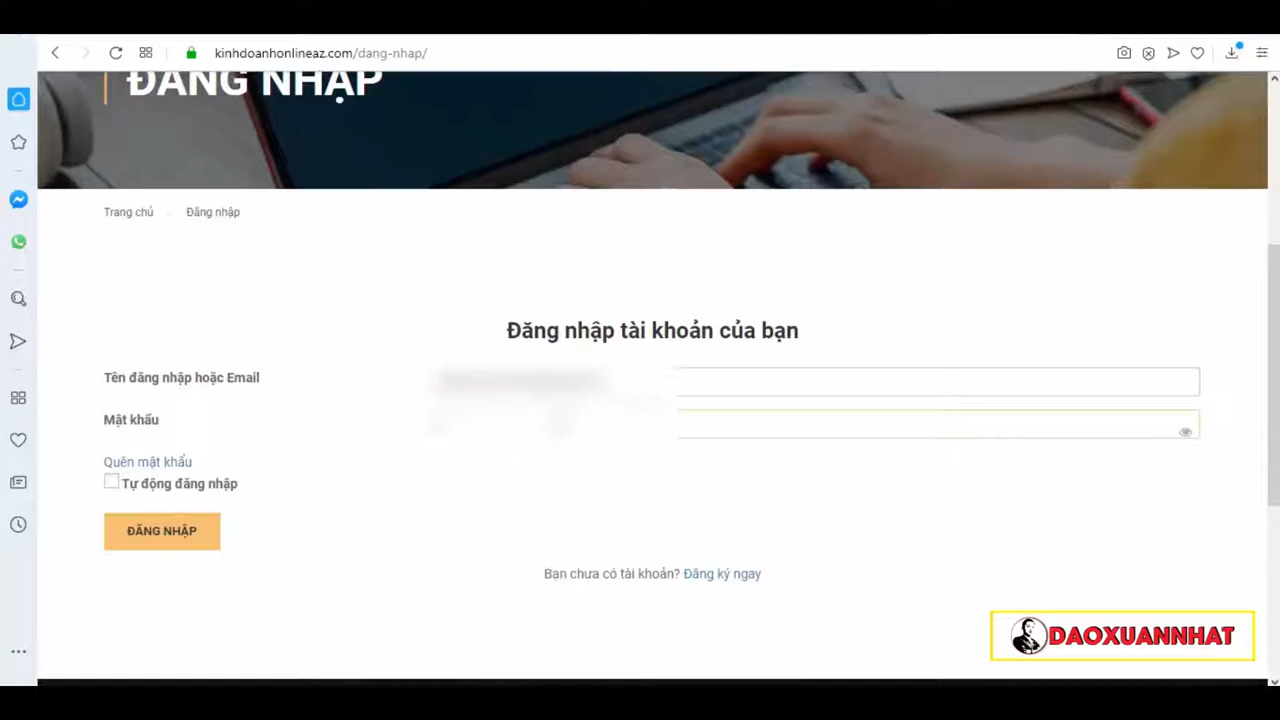 kinhdoanhonlineaz.com/dang-nhap/
ĐĂNG NHẬP
Trang chủ
Đăng nhập
Đăng nhập tài khoản của bạn
Tên đăng nhập hoặc Email
Mật khẩu
Quên mật khẩu
Tự động đăng nhập
ĐĂNG NHẬP
Bạn chưa có tài khoản? Đăng ký ngay
DAOXUANNHAT